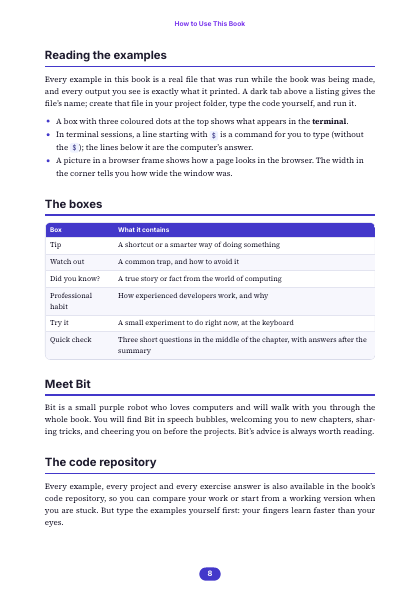 How to Use This Book
Reading the examples
Every example in this book is a real file that was run while the book was being made,
and every output you see is exactly what it printed. A dark tab above a listing gives the
file's name; create that file in your project folder, type the code yourself, and run it.
• A box with three coloured dots at the top shows what appears in the terminal.
• In terminal sessions, a line starting with $ is a command for you to type (without
the $ ); the lines below it are the computer's answer.
• A picture in a browser frame shows how a page looks in the browser. The width in
the corner tells you how wide the window was.
The boxes
Box What it contains
Tip A shortcut or a smarter way of doing something
Watch out A common trap, and how to avoid it
Did you know? A true story or fact from the world of computing
Professional How experienced developers work, and why
habit
Try it A small experiment to do right now, at the keyboard
Quick check Three short questions in the middle of the chapter, with answers after the
summary
Meet Bit
Bit is a small purple robot who loves computers and will walk with you through the
whole book. You will find Bit in speech bubbles, welcoming you to new chapters, shar-
ing tricks, and cheering you on before the projects. Bit's advice is always worth reading.
The code repository
Every example, every project and every exercise answer is also available in the book's
code repository, so you can compare your work or start from a working version when
you are stuck. But type the examples yourself first: your fingers learn faster than your
eyes.
8